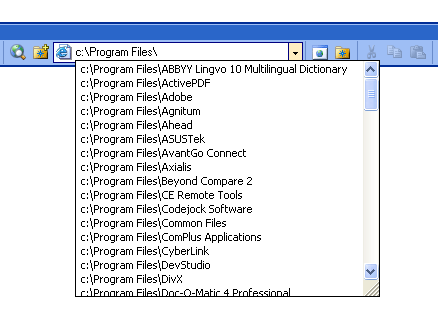 c:\Program Files\
c:\Program Files\ABBYY Lingvo 10 Multilingual Dictionary
c:\Program Files\ActivePDF
c:\Program Files\Adobe
c:\Program Files\Agnitum
c:\Program Files\Ahead
c:\Program Files\ASUSTek
c:\Program Files\AvantGo Connect
c:\Program Files\Axialis
c:\Program Files\Beyond Compare 2
c:\Program Files\CE Remote Tools
c:\Program Files\Codejock Software
c:\Program Files\Common Files
c:\Program Files\ComPlus Applications
c:\Program Files\CyberLink
c:\Program Files\DevStudio
c:\Program Files\DivX
c:\Program Files\Doc-O-Matic 4 Professional